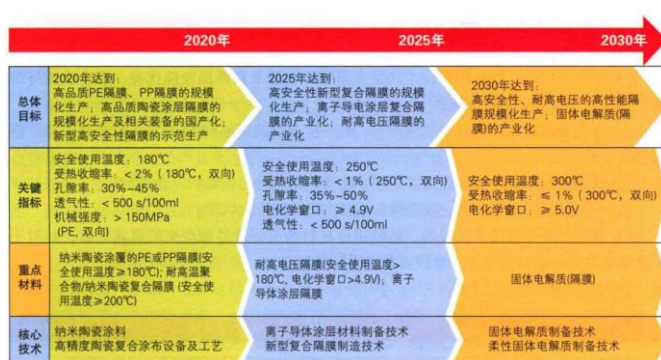 2020年
2025年
2030年
总体
目标
2020年达到:
高品质PE隔膜、PP隔膜的规模
化生产；高品质陶瓷涂层隔膜的
规模化生产及相关装备的国产化;
新型高安全性隔膜的示范生产
2025年达到:
高安全性新型复合隔膜的规模
化生产；离子导电涂层复合隔
膜的产业化；耐高电压隔膜的
产业化
2030年达到:
高安全性、耐高电压的高性能隔
膜规模化生产；固体电解质(隔
膜)的产业化
关键
指标
安全使用温度: 180℃
受热收缩率: <2% (180℃，双向)
孔隙率: 30%~45%
透气性: <500 s/100ml
机械强度: >150MPa
(PE, 双向)
安全使用温度: 250℃
受热收缩率: <1% (250℃，双向)
孔隙率: 35%~50%
电化学窗口: ≥4.9V
透气性: <500 s/100ml
安全使用温度: 300℃
受热收缩率: ≤1% (300℃，双向)
电化学窗口: ≥5.0V
重点
材料
纳米陶瓷涂覆的PE或PP隔膜(安
全使用温度≥180℃); 耐高温聚
合物/纳米陶瓷复合隔膜 (安全使
用温度≥200℃)
耐高电压隔膜(安全使用温度>
180℃, 电化学窗口>4.9V)；离子
导体涂层隔膜
固体电解质(隔膜)
核心
技术
纳米陶瓷涂料
高精度陶瓷复合涂布设备及工艺
离子导体涂层材料制备技术
新型复合隔膜制造技术
固体电解质制备技术
柔性固体电解质制备技术